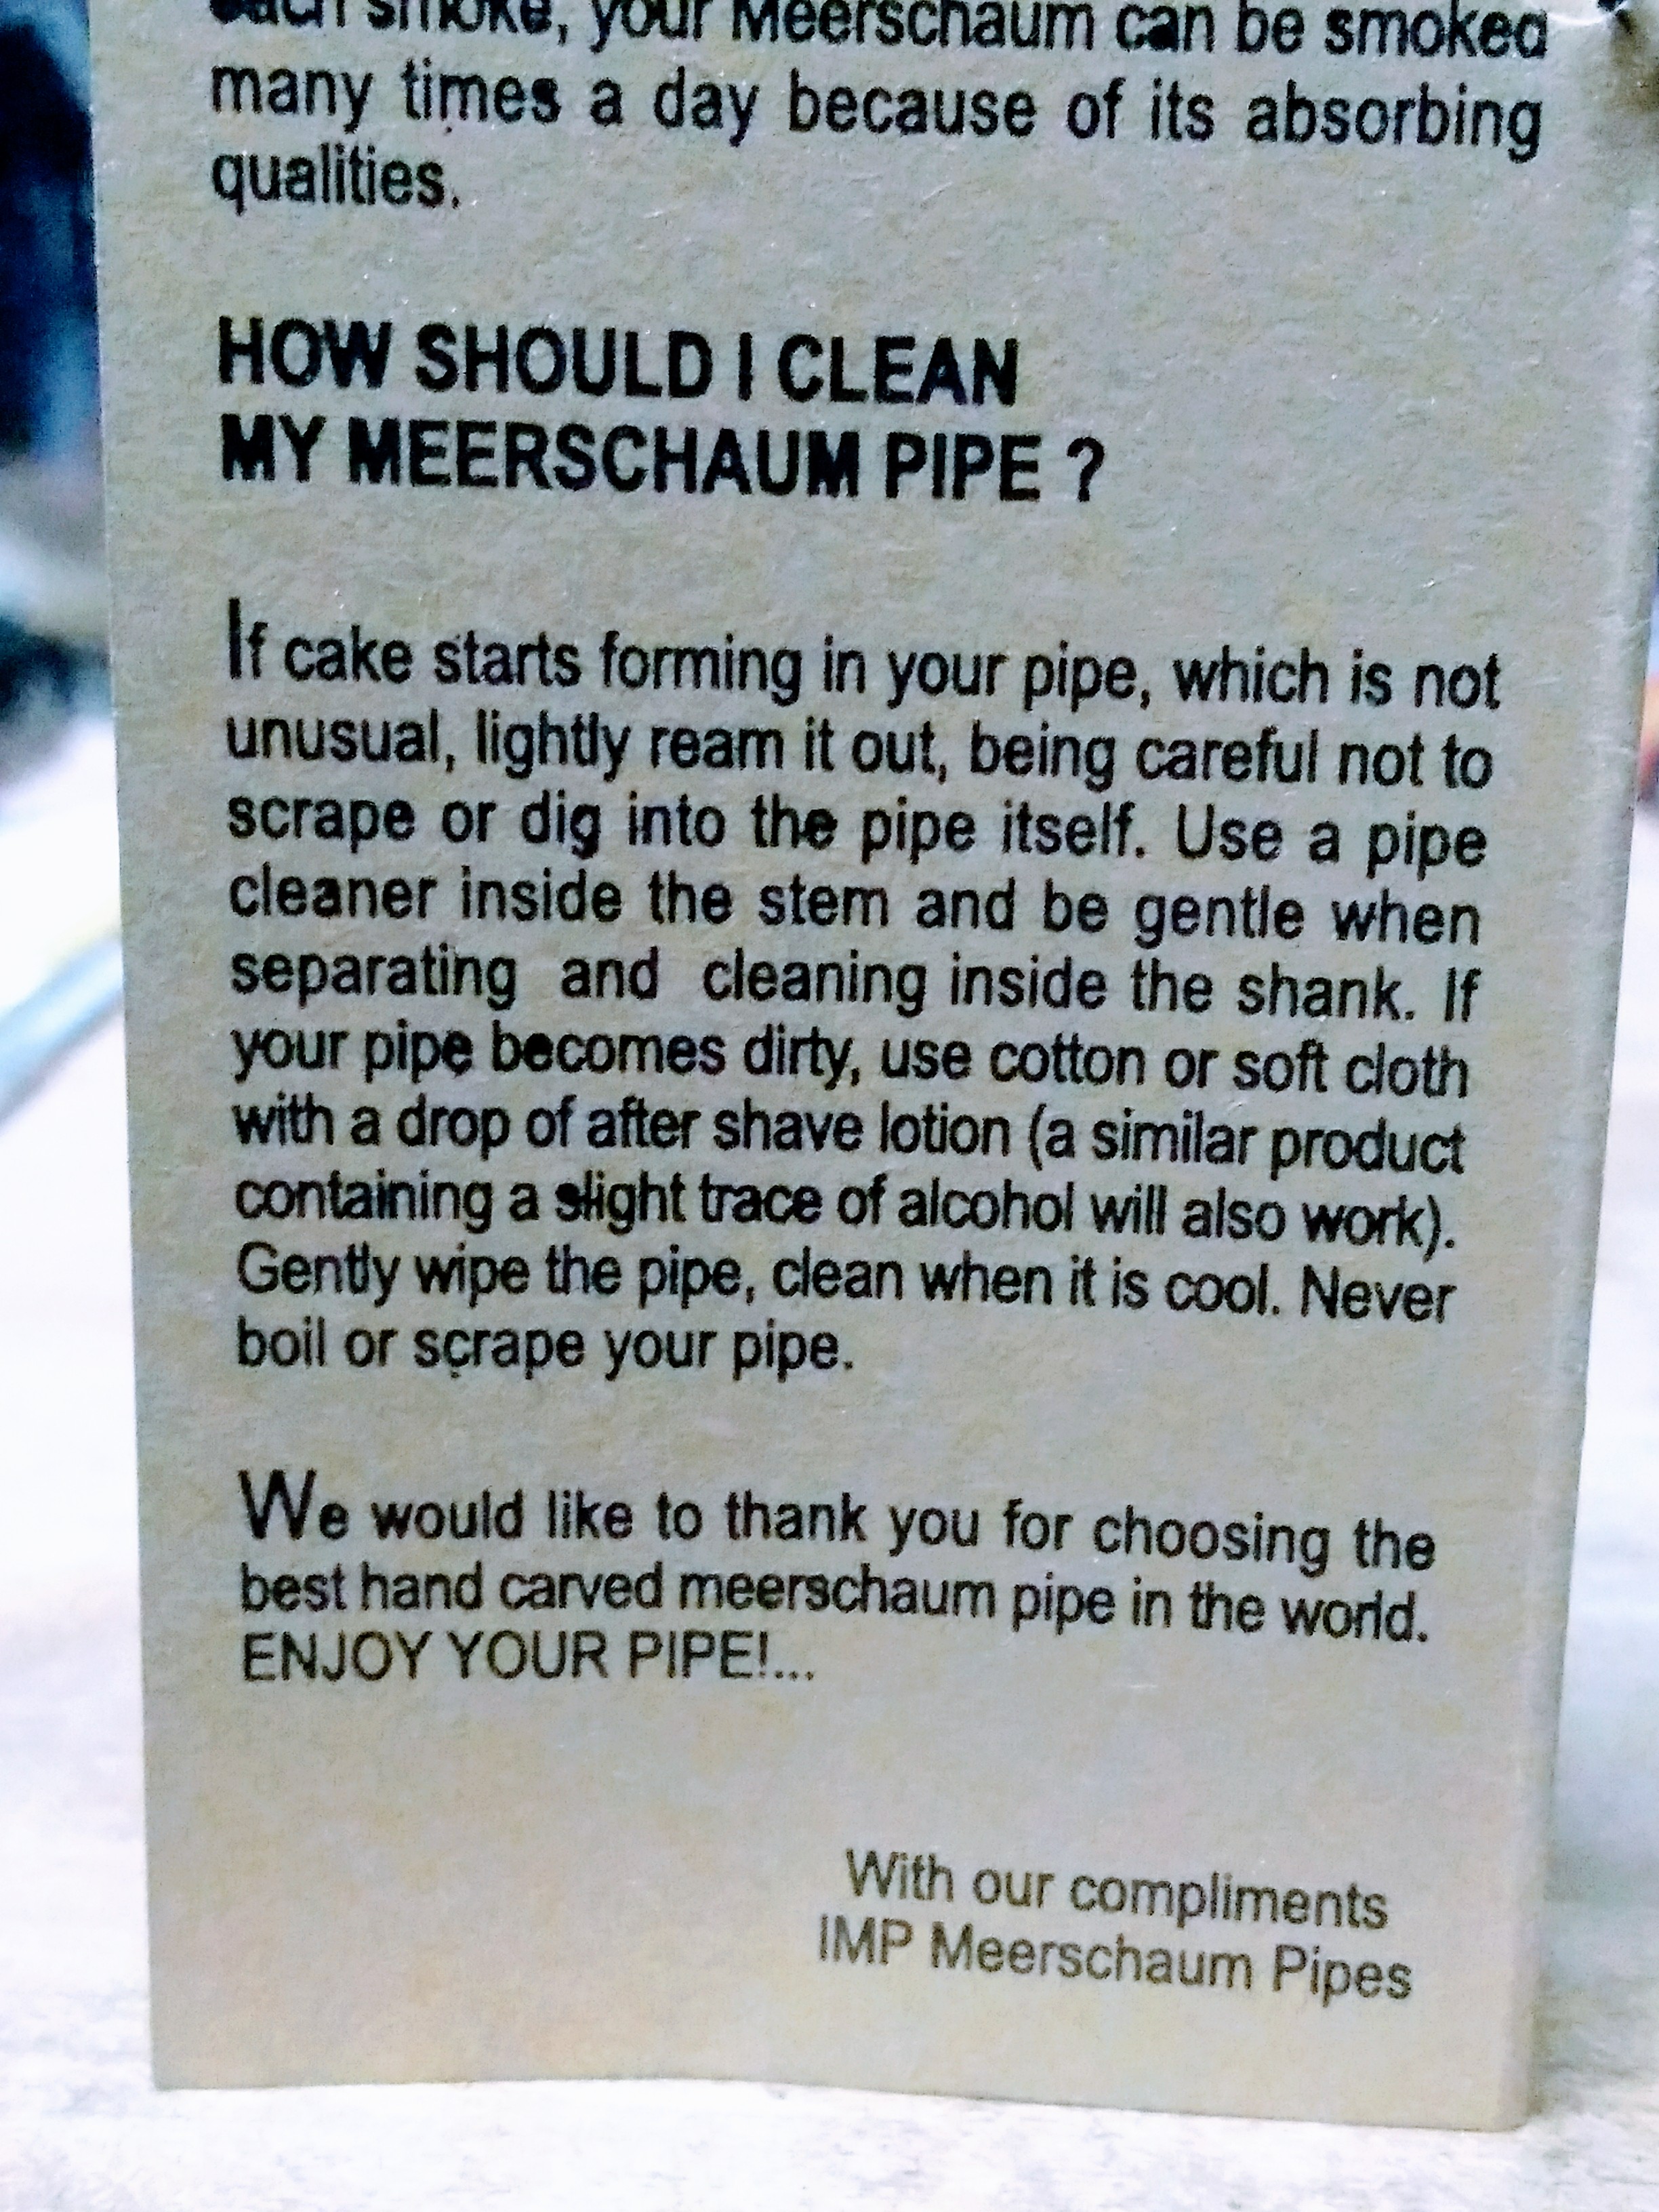 each smoke, your Meerschaum can be smoked
many times a day because of its absorbing
qualities.
HOW SHOULD I CLEAN
MY MEERSCHAUM PIPE ?
If cake starts forming in your pipe, which is not
unusual, lightly ream it out, being careful not to
scrape or dig into the pipe itself. Use a pipe
cleaner inside the stem and be gentle when
separating and cleaning inside the shank. If
your pipe becomes dirty, use cotton or soft cloth
with a drop of after shave lotion (a similar product
containing a slight trace of alcohol will also work).
Gently wipe the pipe, clean when it is cool. Never
boil or scrape your pipe.
We would like to thank you for choosing the
best hand carved meerschaum pipe in the world.
ENJOY YOUR PIPE!...
With our compliments
IMP Meerschaum Pipes